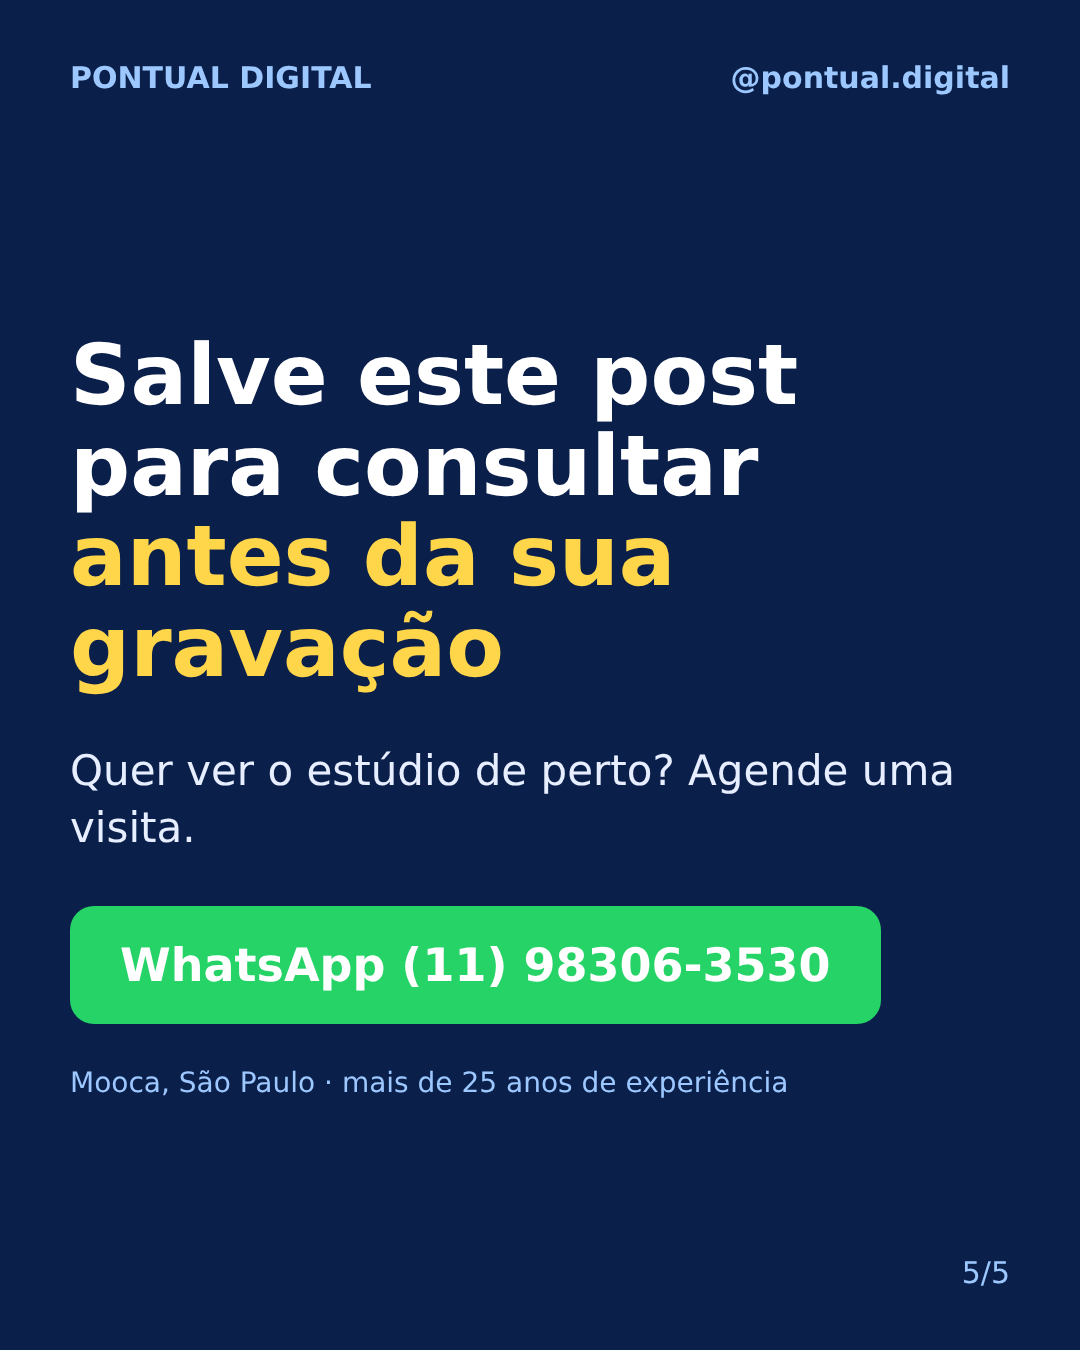 PONTUAL DIGITAL
@pontual.digital
Salve este post
para consultar
antes da sua
gravação
Quer ver o estúdio de perto? Agende uma
visita.
WhatsApp (11) 98306-3530
Mooca, São Paulo · mais de 25 anos de experiência
5/5